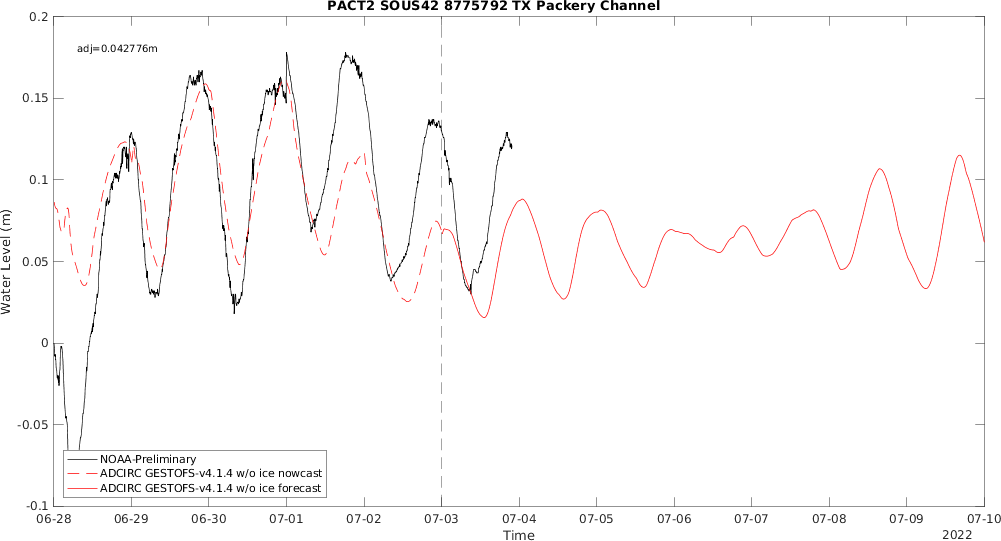 PACT2 SOUS42 8775792 TX Packery Channel
adj=0.042776m
Water Level (m)
0.2
0.15
0.1
0.05
0
-0.05
-0.1
NOAA-Preliminary
ADCIRC GESTOFS-v4.1.4 w/o ice nowcast
ADCIRC GESTOFS-v4.1.4 w/o ice forecast
06-28 06-29 06-30 07-01 07-02 07-03 07-04 07-05 07-06 07-07 07-08 07-09 07-10
Time
2022